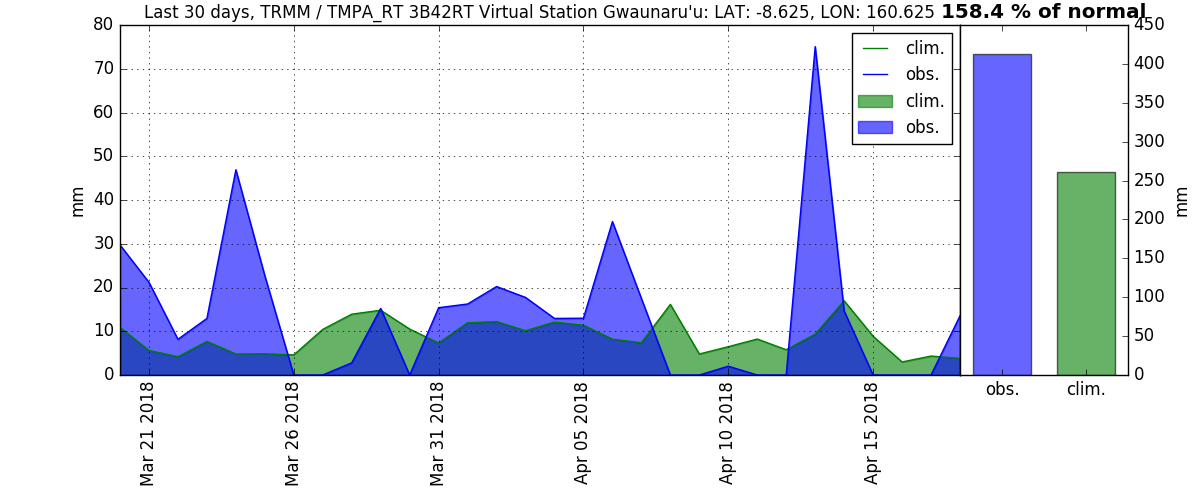 Last 30 days, TRMM / TMPA_RT 3B42RT Virtual Station Gwaunaru'u: LAT: -8.625, LON: 160.625 158.4 % of normal
80
70
60
50
40
30
20
10
0
mm
clim.
obs.
clim.
obs.
450
400
350
300
250
200
150
100
50
0
mm
obs.
clim.
Mar 21 2018
Mar 26 2018
Mar 31 2018
Apr 05 2018
Apr 10 2018
Apr 15 2018